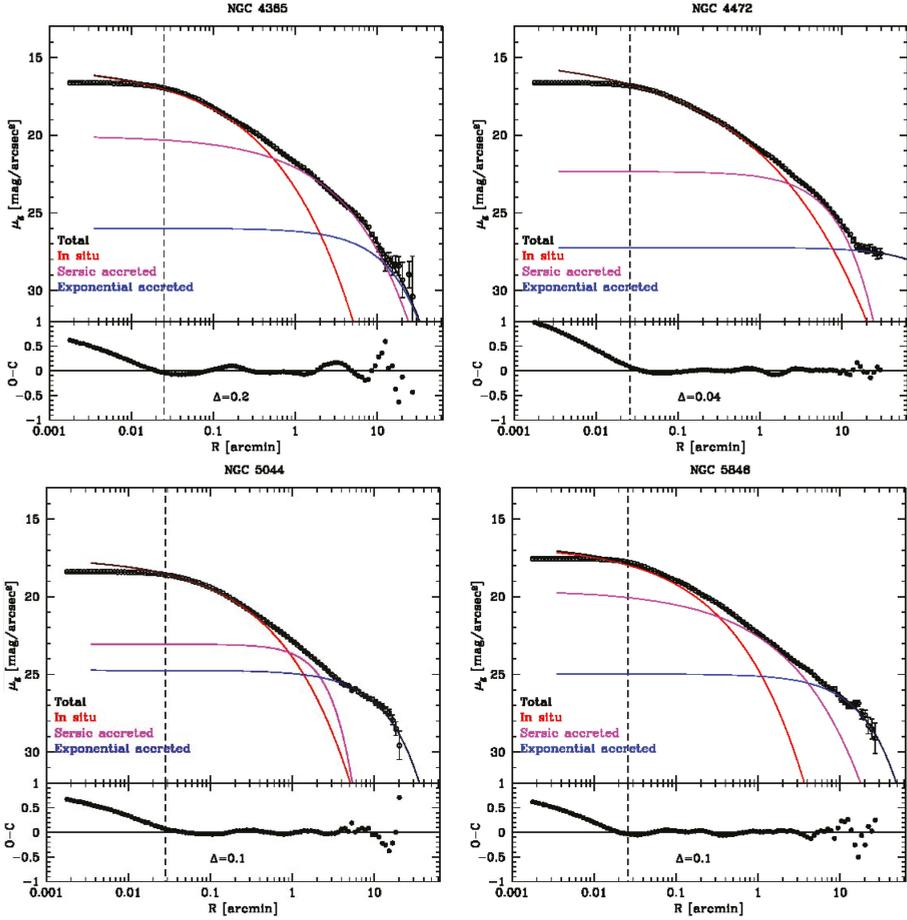 NGC 4365
NGC 4472
15
20
25
30
μg [mag/arcsec²]
Total
In situ
Sersic accreted
Exponential accreted
1
0.5
0
−0.5
−1
O−C
Δ=0.2
0.001
0.01
0.1
1
10
R [arcmin]
15
20
25
30
μg [mag/arcsec²]
Total
In situ
Sersic accreted
Exponential accreted
1
0.5
0
−0.5
−1
O−C
Δ=0.04
0.001
0.01
0.1
1
10
R [arcmin]
NGC 5044
NGC 5846
15
20
25
30
μg [mag/arcsec²]
Total
In situ
Sersic accreted
Exponential accreted
1
0.5
0
−0.5
−1
O−C
Δ=0.1
0.001
0.01
0.1
1
10
R [arcmin]
15
20
25
30
μg [mag/arcsec²]
Total
In situ
Sersic accreted
Exponential accreted
1
0.5
0
−0.5
−1
O−C
Δ=0.1
0.001
0.01
0.1
1
10
R [arcmin]